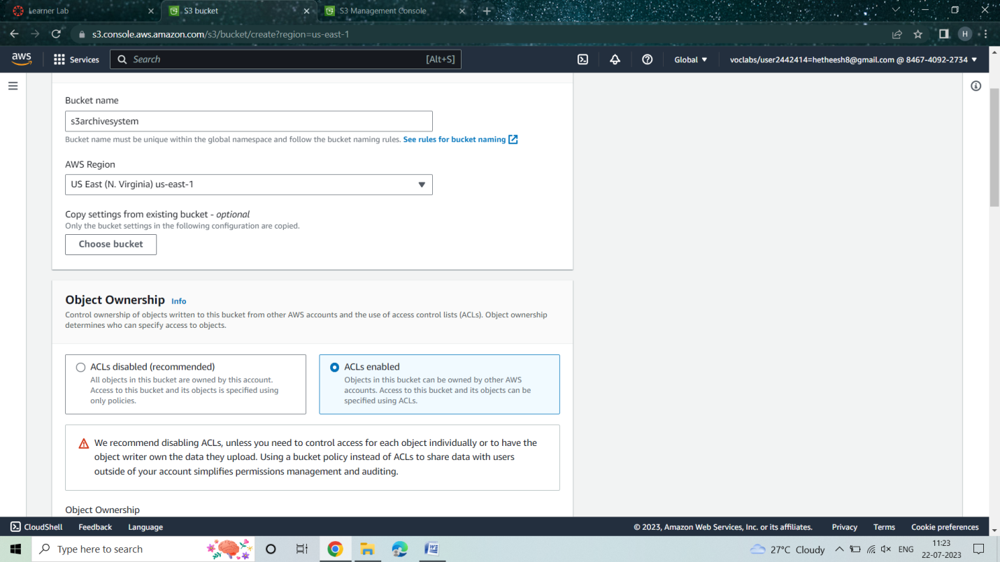 Learner Lab
S3 bucket
S3 Management Console
s3.console.aws.amazon.com/s3/bucket/create?region=us-east-1
H
aws
Services
Search
[Alt+S]
Global
voclabs/user2442414=hetheesh8@gmail.com @ 8467-4092-2734
Bucket name
s3archivesystem
Bucket name must be unique within the global namespace and follow the bucket naming rules. See rules for bucket naming
AWS Region
US East (N. Virginia) us-east-1
Copy settings from existing bucket - optional
Only the bucket settings in the following configuration are copied.
Choose bucket
Object Ownership Info
Control ownership of objects written to this bucket from other AWS accounts and the use of access control lists (ACLs). Object ownership
determines who can specify access to objects.
ACLs disabled (recommended)
All objects in this bucket are owned by this account.
Access to this bucket and its objects is specified using
only policies.
ACLs enabled
Objects in this bucket can be owned by other AWS
accounts. Access to this bucket and its objects can be
specified using ACLs.
We recommend disabling ACLs, unless you need to control access for each object individually or to have the
object writer own the data they upload. Using a bucket policy instead of ACLs to share data with users
outside of your account simplifies permissions management and auditing.
Object Ownership
CloudShell
Feedback
Language
© 2023, Amazon Web Services, Inc. or its affiliates.
Privacy
Terms
Cookie preferences
Type here to search
27°C Cloudy
ENG
11:23
22-07-2023